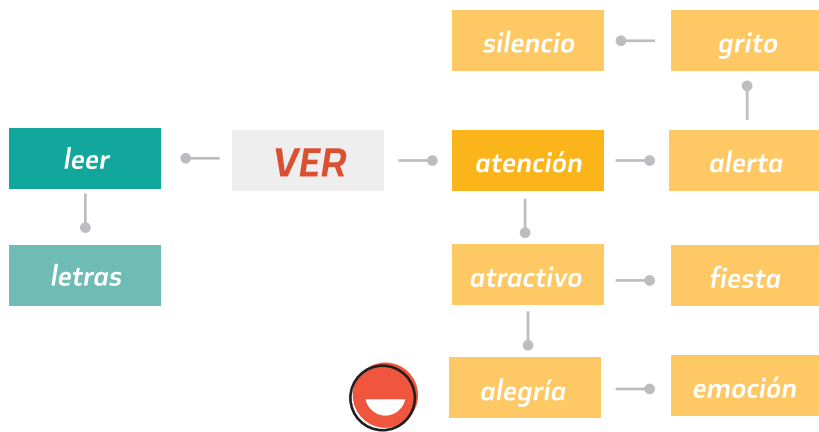 silencio
grito
leer
VER
atención
alerta
letras
atractivo
fiesta
alegría
emoción